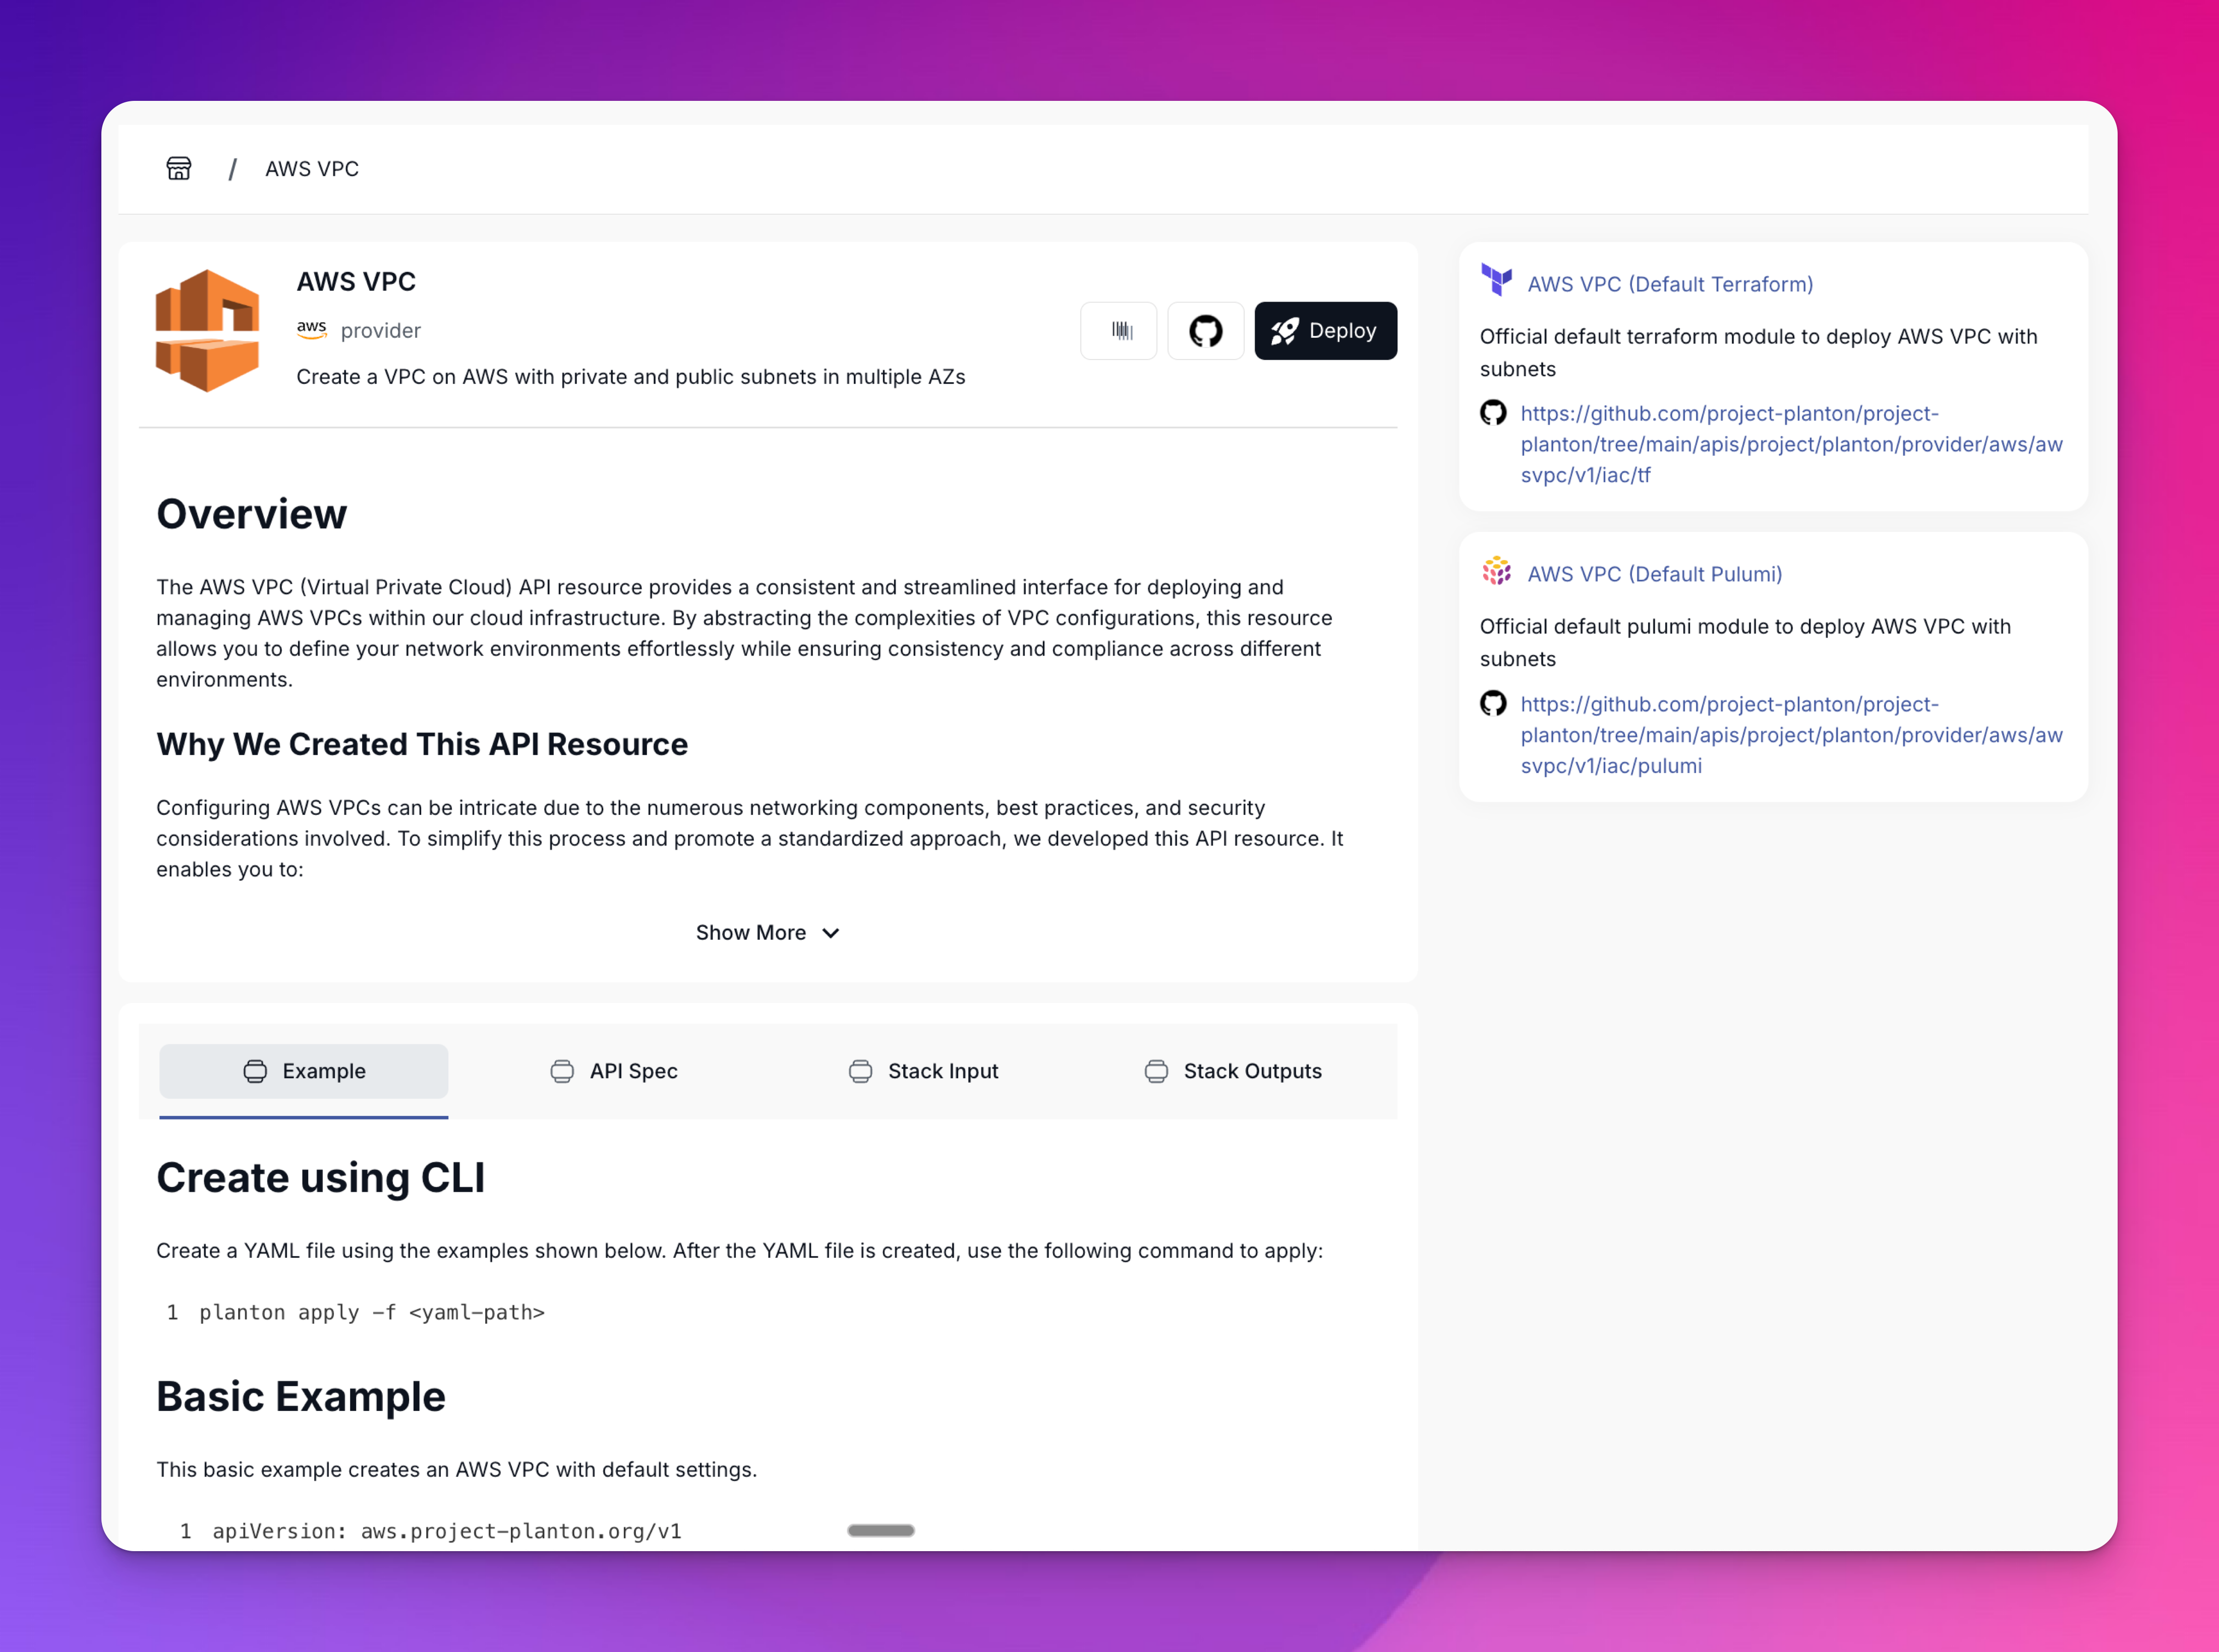 / AWS VPC
AWS VPC
aws provider
Create a VPC on AWS with private and public subnets in multiple AZs
Deploy
Overview
The AWS VPC (Virtual Private Cloud) API resource provides a consistent and streamlined interface for deploying and
managing AWS VPCs within our cloud infrastructure. By abstracting the complexities of VPC configurations, this resource
allows you to define your network environments effortlessly while ensuring consistency and compliance across different
environments.
Why We Created This API Resource
Configuring AWS VPCs can be intricate due to the numerous networking components, best practices, and security
considerations involved. To simplify this process and promote a standardized approach, we developed this API resource. It
enables you to:
Show More
Example
API Spec
Stack Input
Stack Outputs
Create using CLI
Create a YAML file using the examples shown below. After the YAML file is created, use the following command to apply:
1 planton apply -f <yaml-path>
Basic Example
This basic example creates an AWS VPC with default settings.
1 apiVersion: aws.project-planton.org/v1
AWS VPC (Default Terraform)
Official default terraform module to deploy AWS VPC with
subnets
https://github.com/project-planton/project-
planton/tree/main/apis/project/planton/provider/aws/aw
svpc/v1/iac/tf
AWS VPC (Default Pulumi)
Official default pulumi module to deploy AWS VPC with
subnets
https://github.com/project-planton/project-
planton/tree/main/apis/project/planton/provider/aws/aw
svpc/v1/iac/pulumi